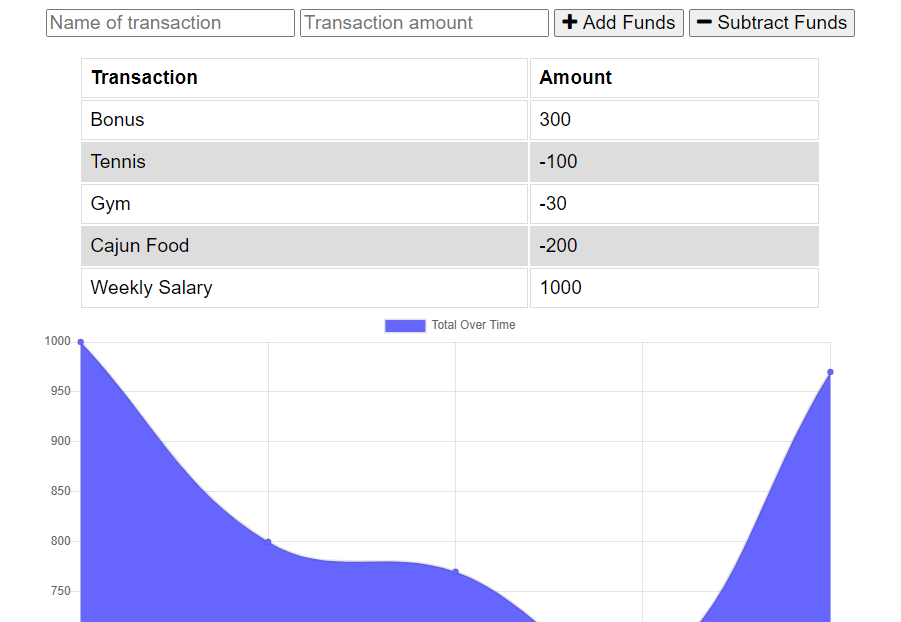 Name of transaction Transaction amount + Add Funds − Subtract Funds
Transaction Amount
Bonus 300
Tennis -100
Gym -30
Cajun Food -200
Weekly Salary 1000
Total Over Time
1000
950
900
850
800
750